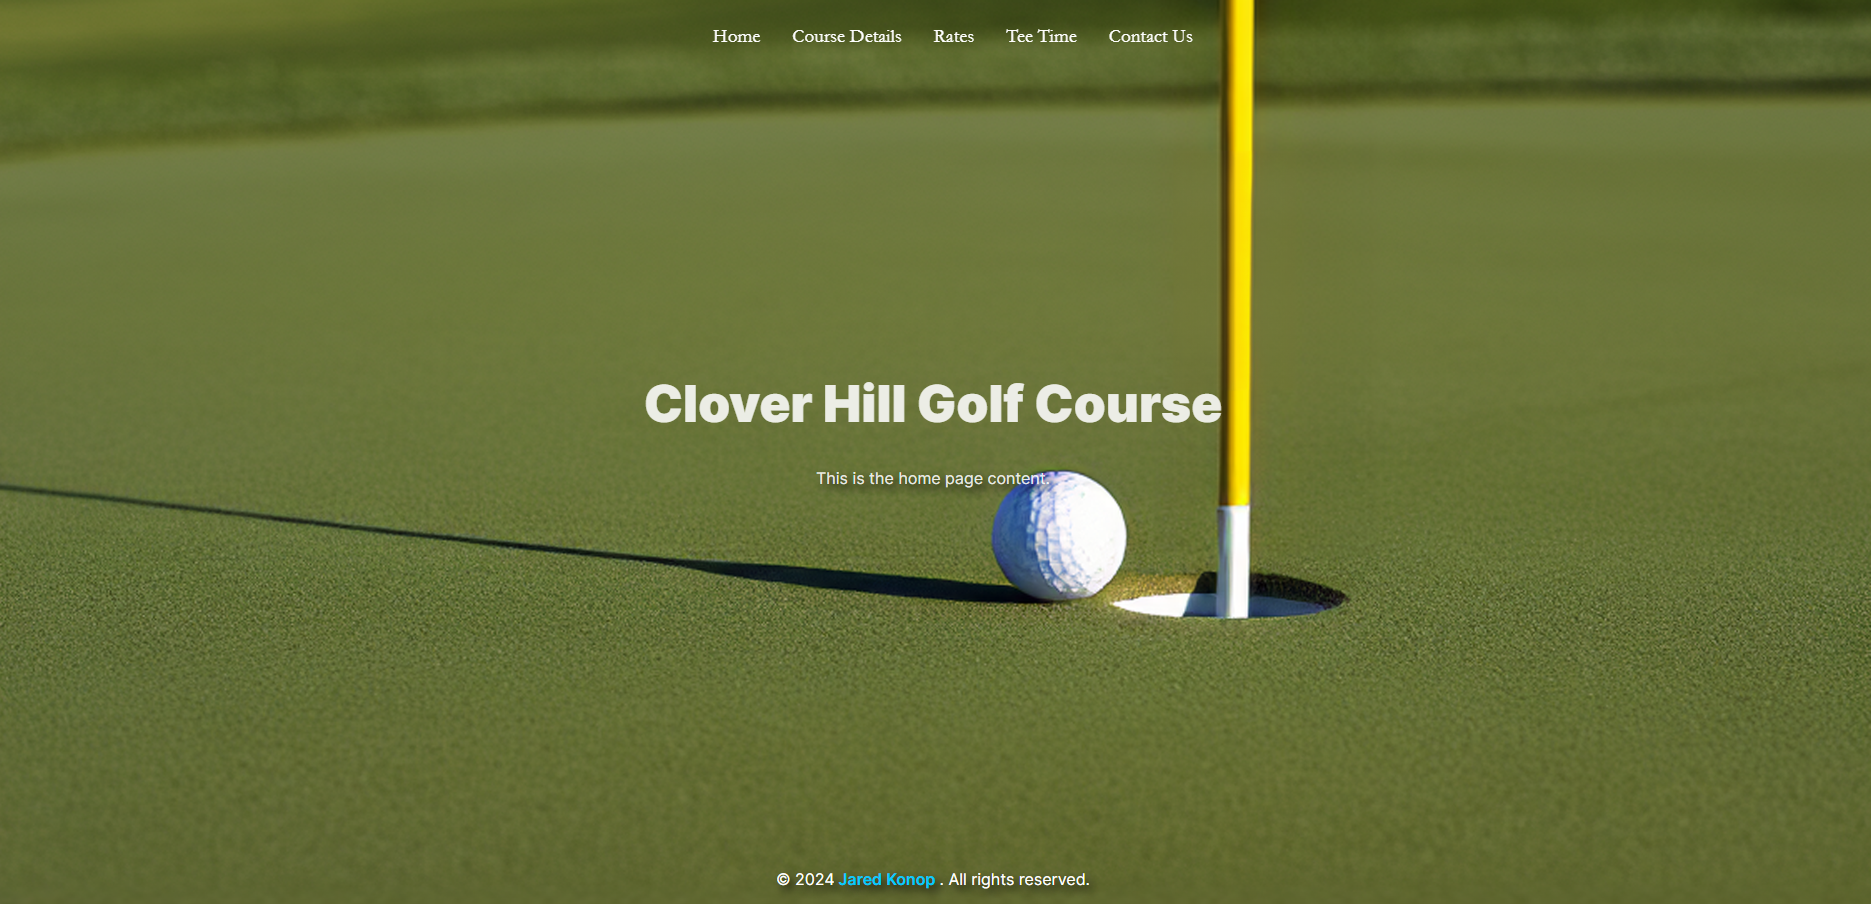 Home Course Details Rates Tee Time Contact Us
Clover Hill Golf Course
This is the home page content.
© 2024 Jared Konop . All rights reserved.